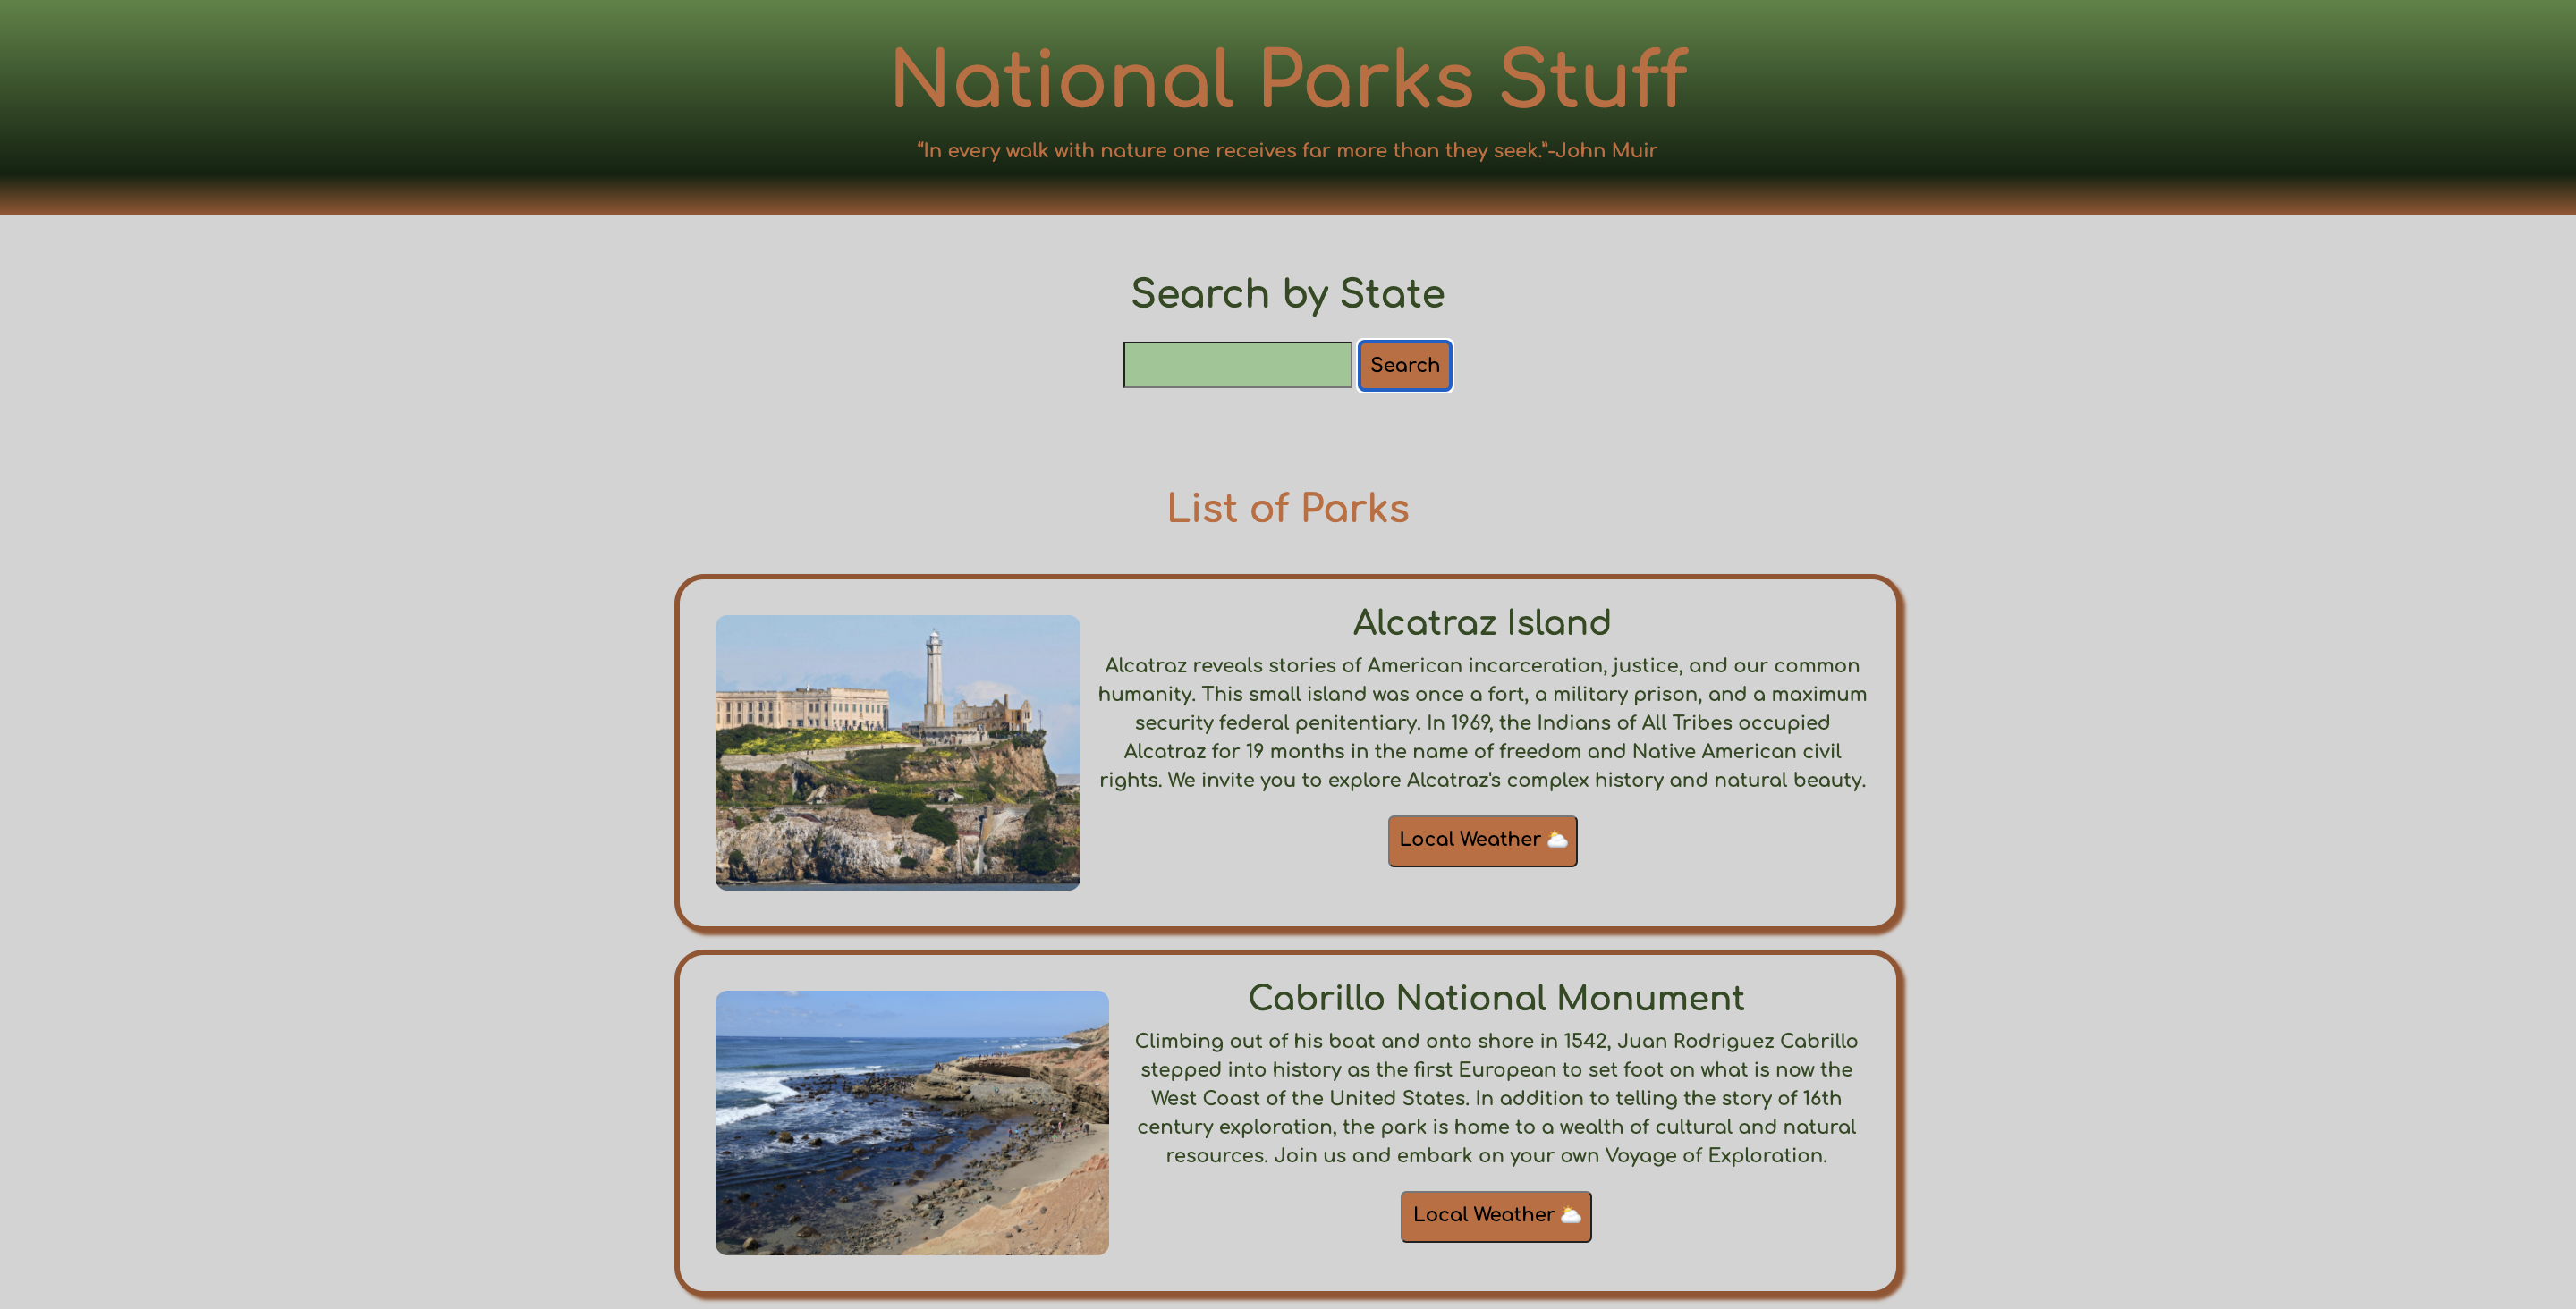 National Parks Stuff
“In every walk with nature one receives far more than they seek.”-John Muir
Search by State
Search
List of Parks
Alcatraz Island
Alcatraz reveals stories of American incarceration, justice, and our common
humanity. This small island was once a fort, a military prison, and a maximum
security federal penitentiary. In 1969, the Indians of All Tribes occupied
Alcatraz for 19 months in the name of freedom and Native American civil
rights. We invite you to explore Alcatraz's complex history and natural beauty.
Local Weather ⛅
Cabrillo National Monument
Climbing out of his boat and onto shore in 1542, Juan Rodriguez Cabrillo
stepped into history as the first European to set foot on what is now the
West Coast of the United States. In addition to telling the story of 16th
century exploration, the park is home to a wealth of cultural and natural
resources. Join us and embark on your own Voyage of Exploration.
Local Weather ⛅